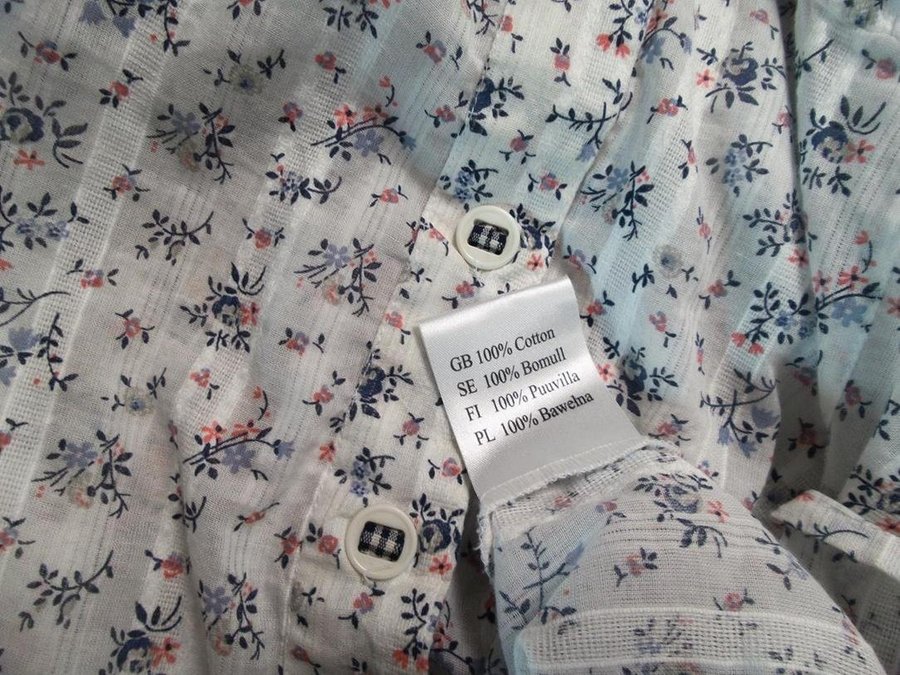 GB 100% Cotton
SE 100% Bomull
FI 100% Puuvilla
PL 100% Bawełna